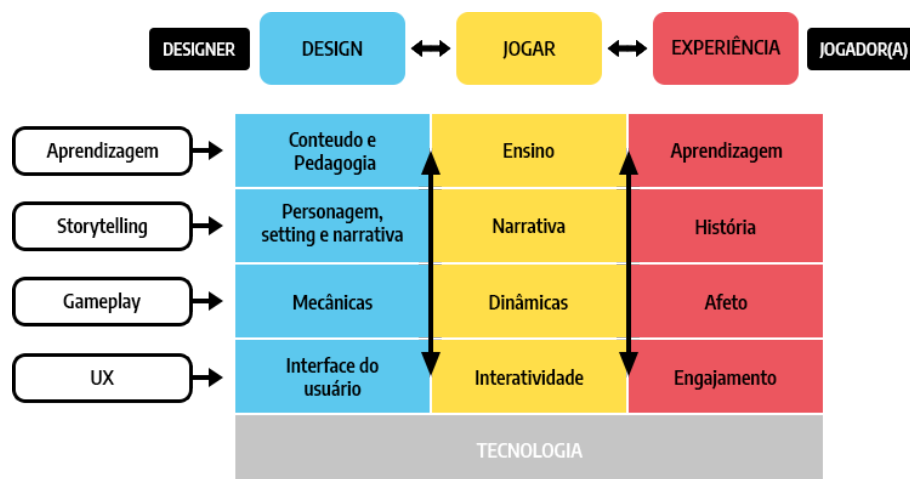 DESIGNER
DESIGN
JOGAR
EXPERIÊNCIA
JOGADOR(A)
Aprendizagem
Conteudo e
Pedagogia
Ensino
Aprendizagem
Storytelling
Personagem,
setting e narrativa
Narrativa
História
Gameplay
Mecânicas
Dinâmicas
Afeto
UX
Interface do
usuário
Interatividade
Engajamento
TECNOLOGIA